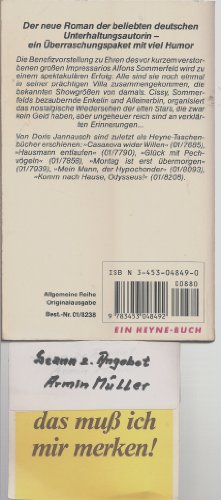 Der neue Roman der beliebten deutschen
Unterhaltungsautorin –
ein Überraschungspaket mit viel Humor
Die Benefizvorstellung zu Ehren des vor kurzem verstor-
benen großen Impresarios Alfons Sommerfeld wird zu
einem spektakulären Erfolg: Alle sind sie noch einmal
in seiner prächtigen Villa zusammengekommen, die
bekannten Showgrößen von damals. Cissy, Sommer-
felds bezaubernde Enkelin und Alleinerbin, organisiert
das nostalgische Wiedersehen der alten Stars, die zwar
kein Geld haben, aber ungeheuer reich sind an verklär-
ten Erinnerungen...
Von Doris Jannausch sind zuletzt als Heyne-Taschen-
bücher erschienen: »Casanova wider Willen« (01/7685),
»Hausmann entlaufen« (01/7790), »Glück mit Pech-
vögeln« (01/7858), »Montag ist erst übermorgen«
(01/7939), »Mein Mann, der Hypochonder« (01/8093),
»Komm nach Hause, Odysseus!« (01/8208).
ISBN 3-453-04849-0
00880
9 783453 048492
Allgemeine Reihe
Originalausgabe
Best.-Nr. 01/8238
EIN HEYNE-BUCH
z. Angebot
Armin Müller
das muß ich
mir merken!